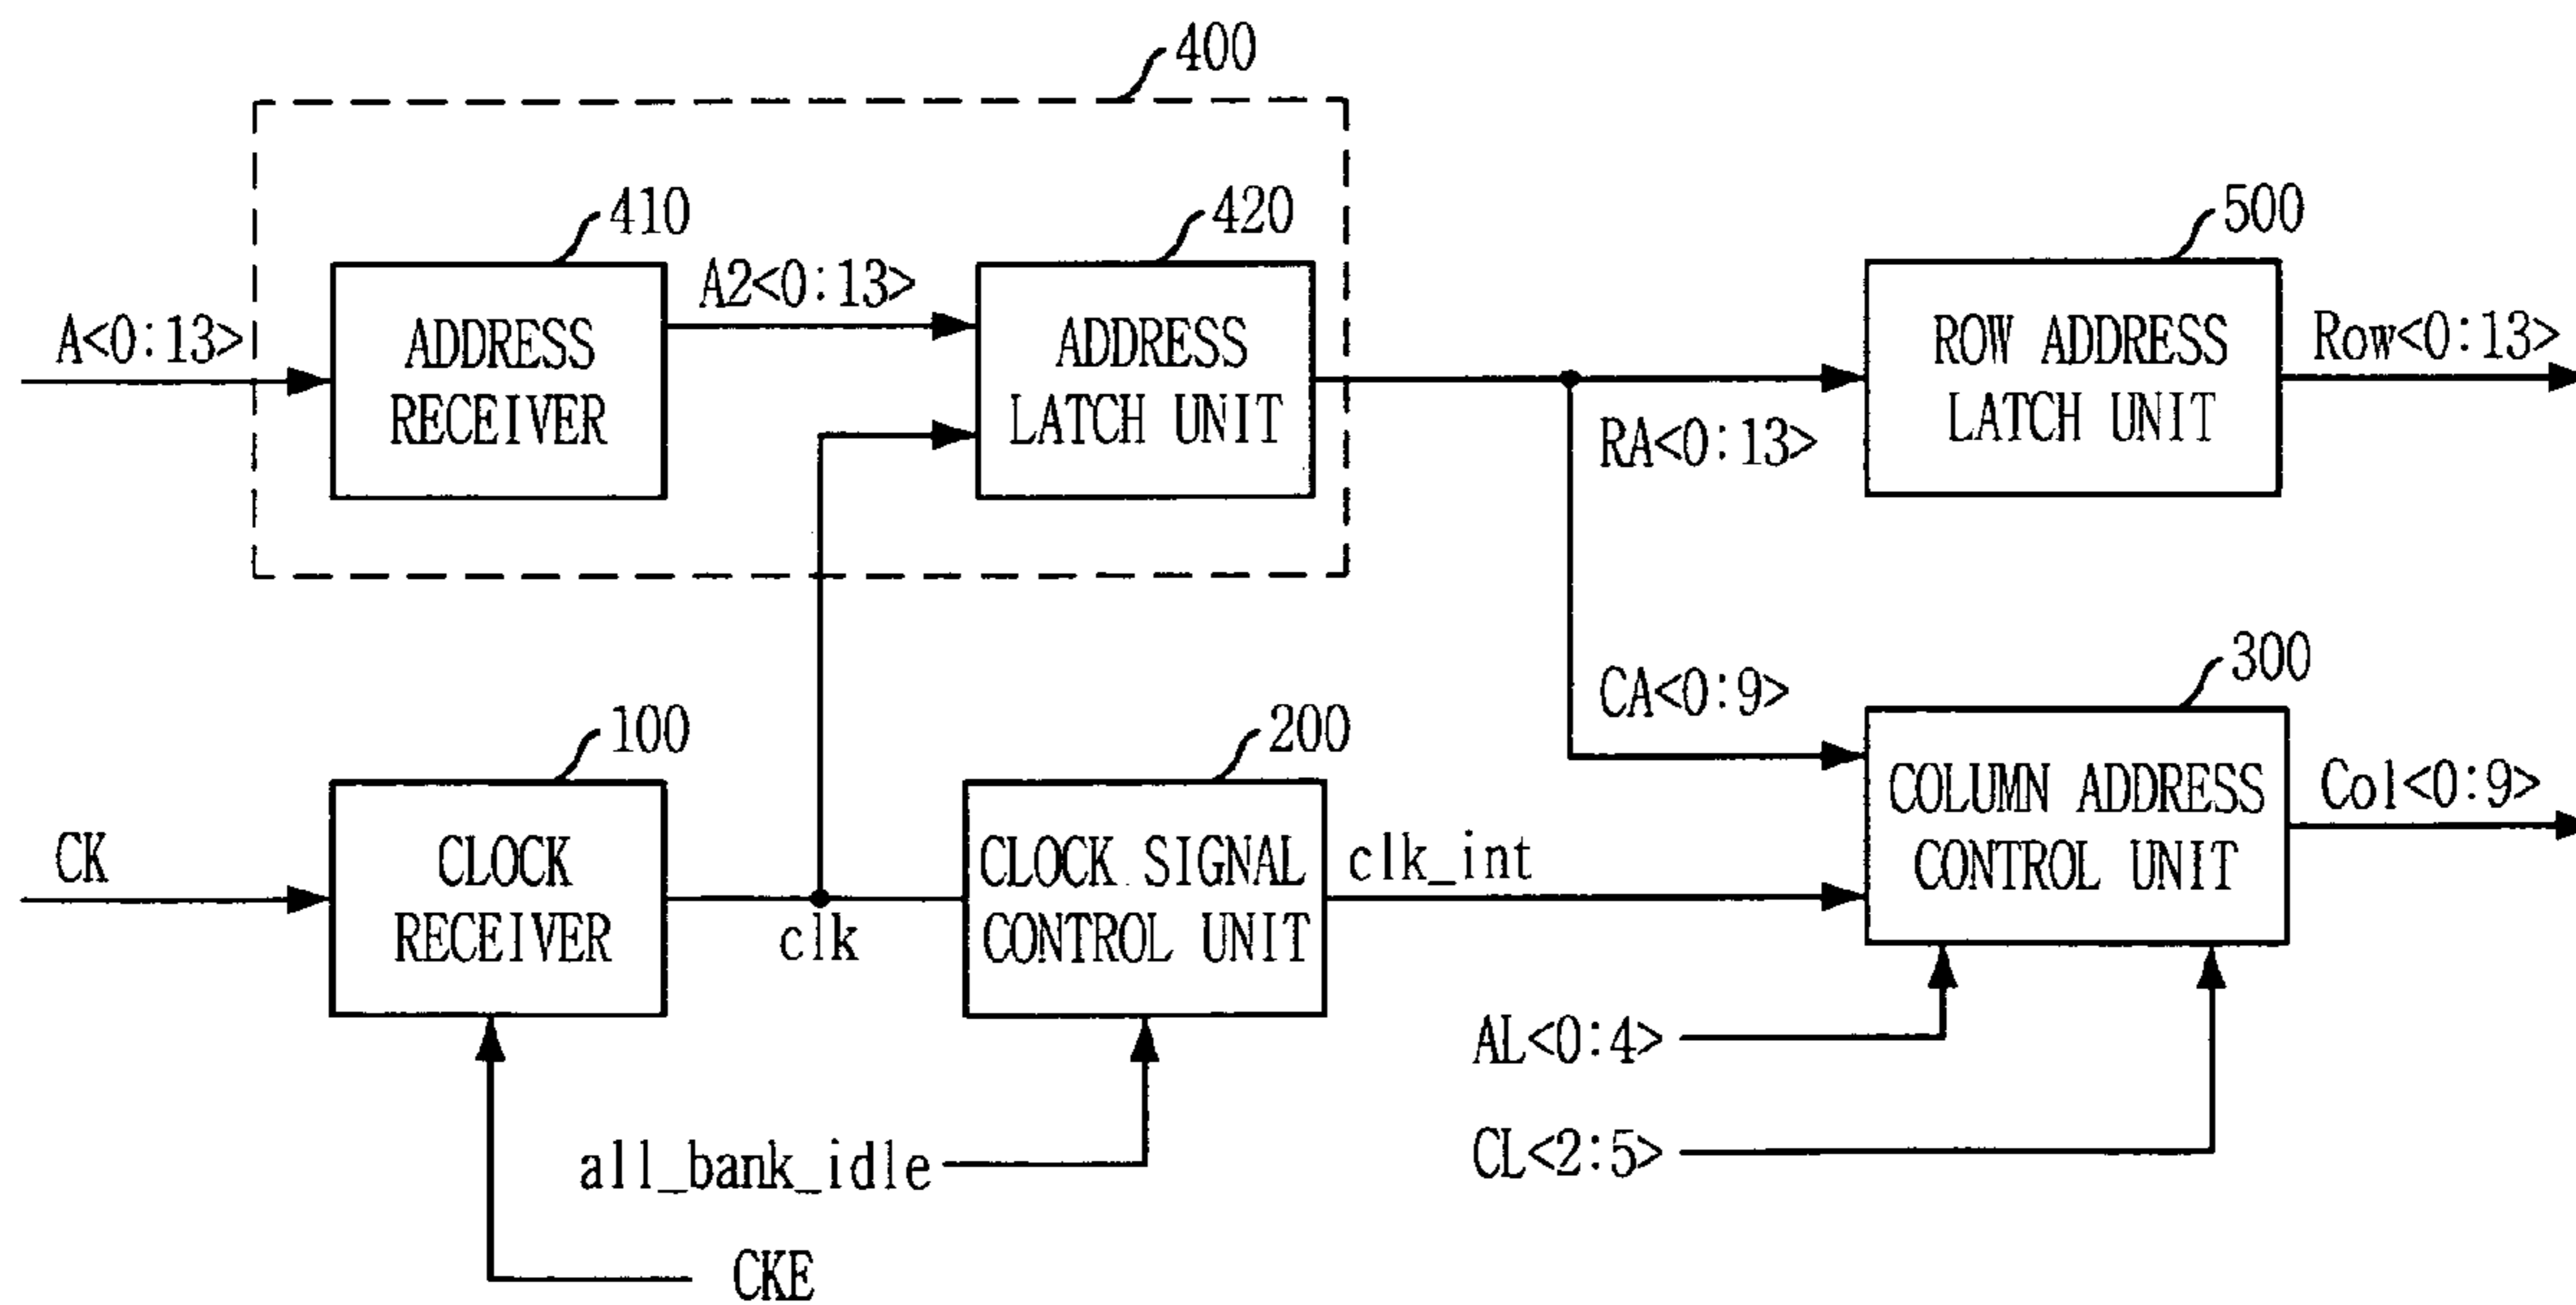 400
410
420
500
A<0:13>
ADDRESS
RECEIVER
A2<0:13>
ADDRESS
LATCH UNIT
RA<0:13>
ROW ADDRESS
LATCH UNIT
Row<0:13>
100
200
300
CK
CLOCK
RECEIVER
clk
CLOCK SIGNAL
CONTROL UNIT
clk_int
CA<0:9>
COLUMN ADDRESS
CONTROL UNIT
Col<0:9>
AL<0:4>
CL<2:5>
all_bank_idle
CKE